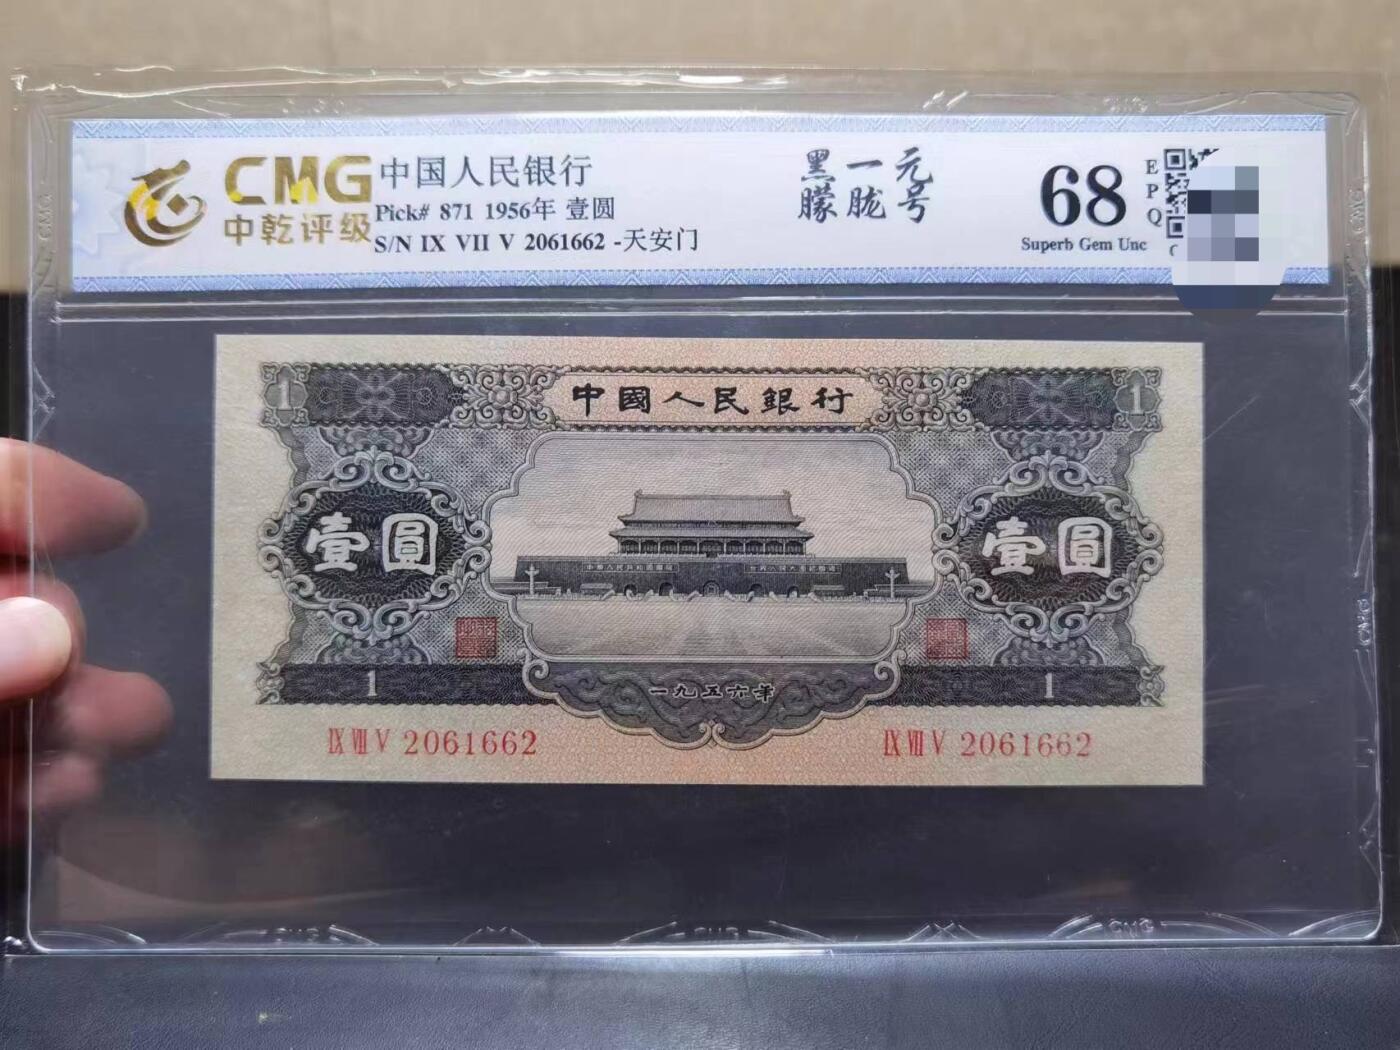 CMG
中乾评级
中国人民银行
Pick# 871 1956年 壹圆
S/N IX VII V 2061662 -天安门
黑一元
朦胧号
68
EPQ
Superb Gem Unc
1
中國人民銀行
1
壹圓
壹圓
1
一九五六年
1
IX VII V 2061662
IX VII V 2061662